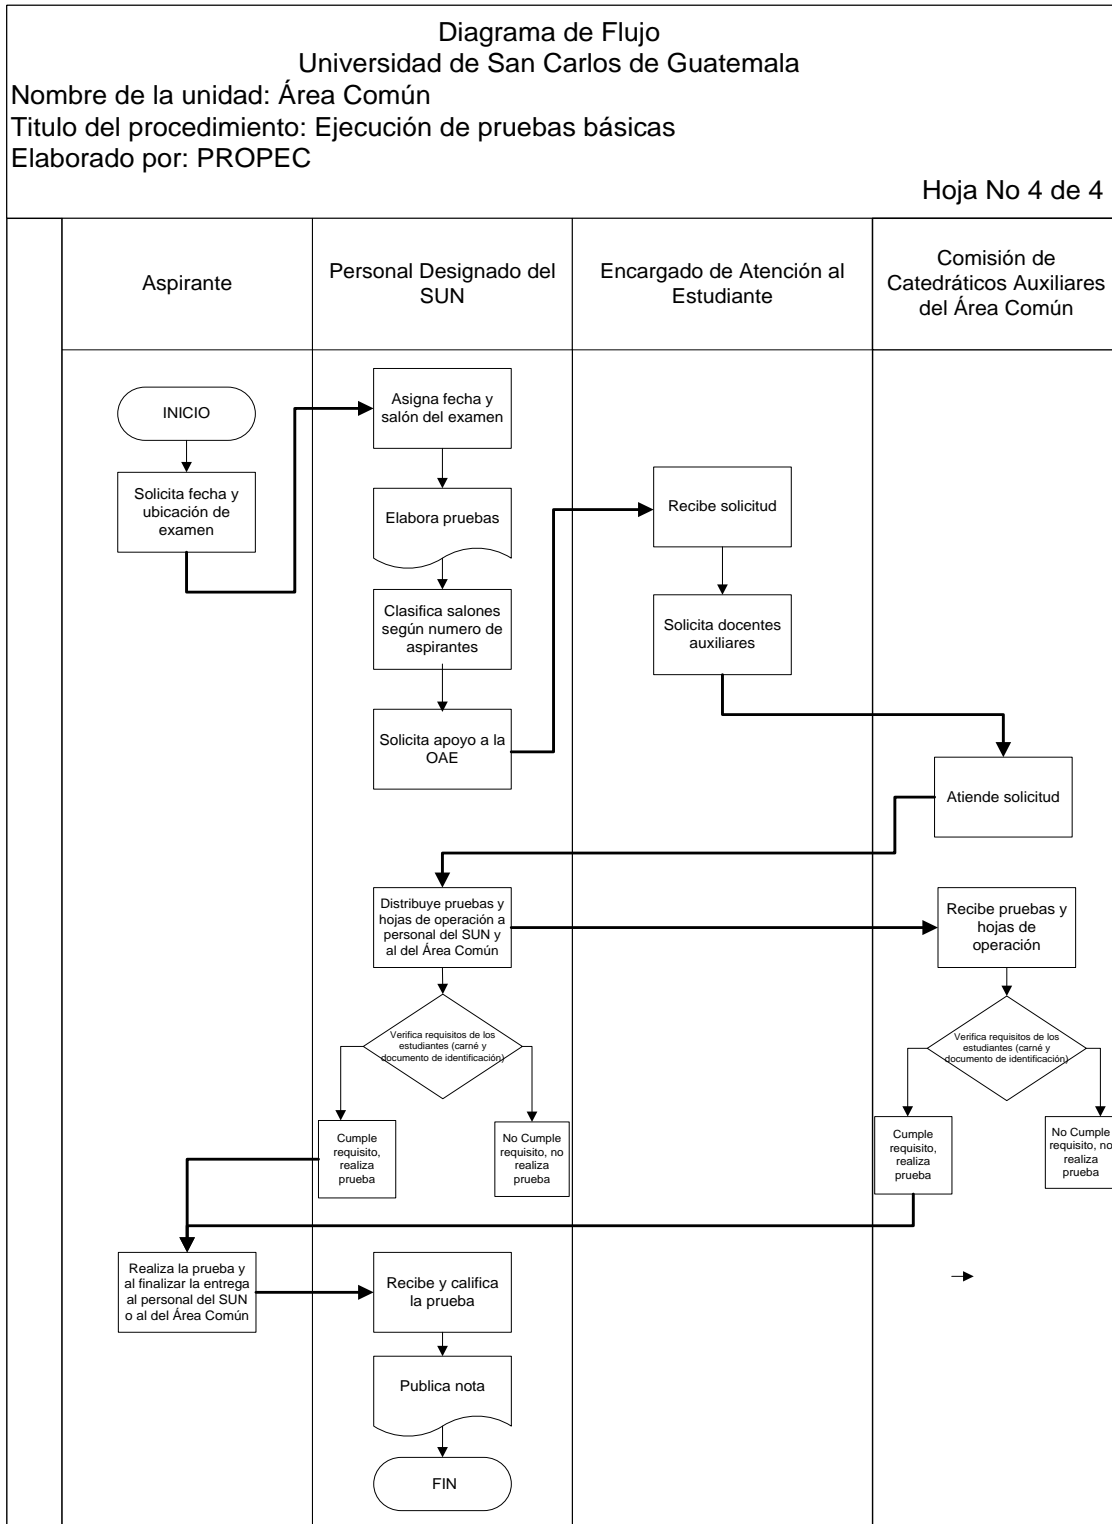 Diagrama de Flujo
Universidad de San Carlos de Guatemala
Nombre de la unidad: Área Común
Titulo del procedimiento: Ejecución de pruebas básicas
Elaborado por: PROPEC
Hoja No 4 de 4
Aspirante
Personal Designado del
SUN
Encargado de Atención al
Estudiante
Comisión de
Catedráticos Auxiliares
del Área Común
INICIO
Solicita fecha y
ubicación de
examen
Asigna fecha y
salón del examen
Elabora pruebas
Clasifica salones
según numero de
aspirantes
Solicita apoyo a la
OAE
Recibe solicitud
Solicita docentes
auxiliares
Atiende solicitud
Distribuye pruebas y
hojas de operación a
personal del SUN y
al del Área Común
Recibe pruebas y
hojas de
operación
Verifica requisitos de los
estudiantes (carné y
documento de identificación)
Cumple
requisito,
realiza
prueba
No Cumple
requisito, no
realiza
prueba
Verifica requisitos de los
estudiantes (carné y
documento de identificación)
Cumple
requisito,
realiza
prueba
No Cumple
requisito, no
realiza
prueba
Realiza la prueba y
al finalizar la entrega
al personal del SUN
o al del Área Común
Recibe y califica
la prueba
Publica nota
FIN